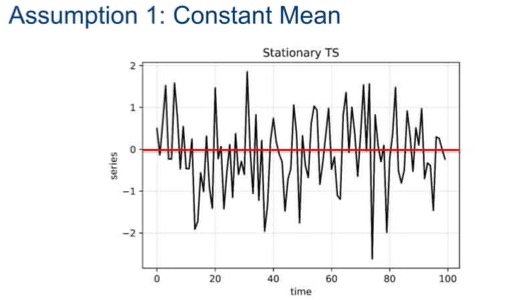 Assumption 1: Constant Mean
Stationary TS
2
1
0
−1
−2
series
0 20 40 60 80 100
time